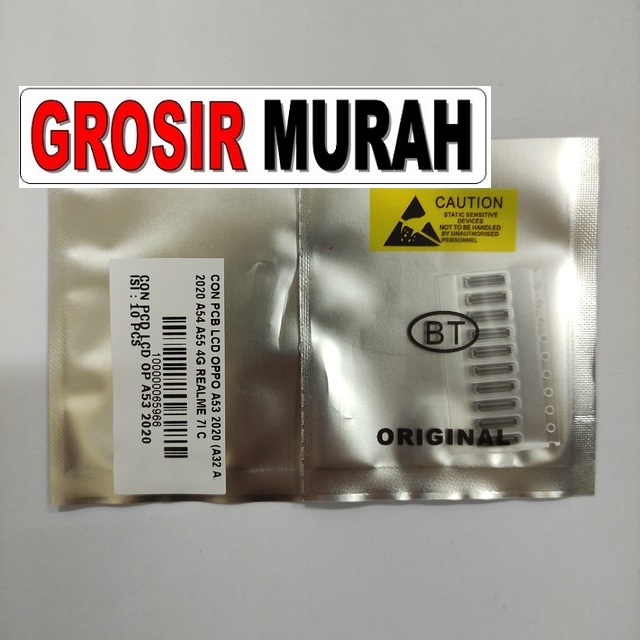 GROSIR MURAH
CAUTION
STATIC SENSITIVE
DEVICES
NOT TO BE HANDLED
BY UNAUTHORISED
PERSONNEL
BT
ORIGINAL
CON PCB LCD OPPO A53 2020 (A32 A
2020 A54 A55 4G REALME 7I C
100000065966
CON PCB LCD OP A53 2020
ISI : 10 PCS